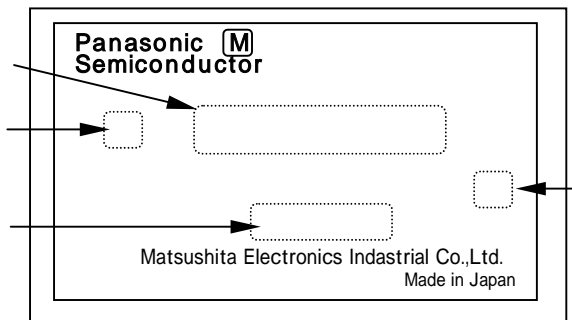 Panasonic M
Semiconductor
Matsushita Electronics Indastrial Co.,Ltd.
Made in Japan